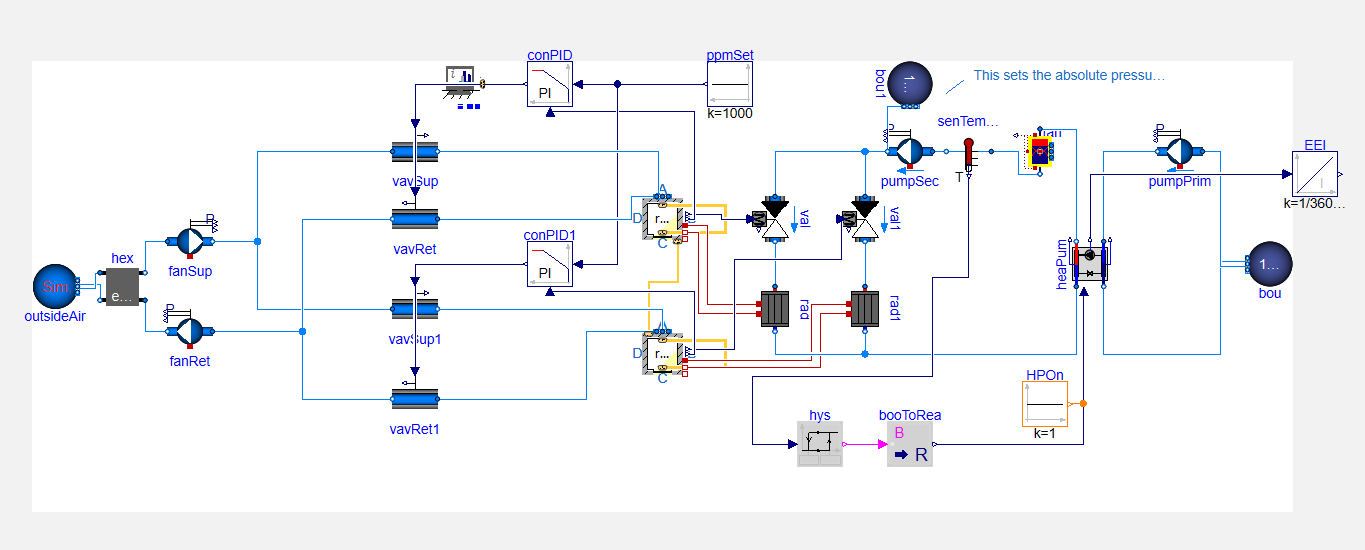 conPID
ppmSet
This sets the absolute pressu...
bou1
1...
PI
k=1000
senTem...
P
P
tau
EEI
vavSup
T
pumpSec
pumpPrim
I
k=1/360...
A
D
r...
C
val
val1
vavRet
P
conPID1
hex
fanSup
PI
heaPum
1...
Sim
e...
bou
outsideAir
P
rad
rad1
vavSup1
A
fanRet
D
r...
C
HPOn
hys
booToRea
vavRet1
B
R
k=1